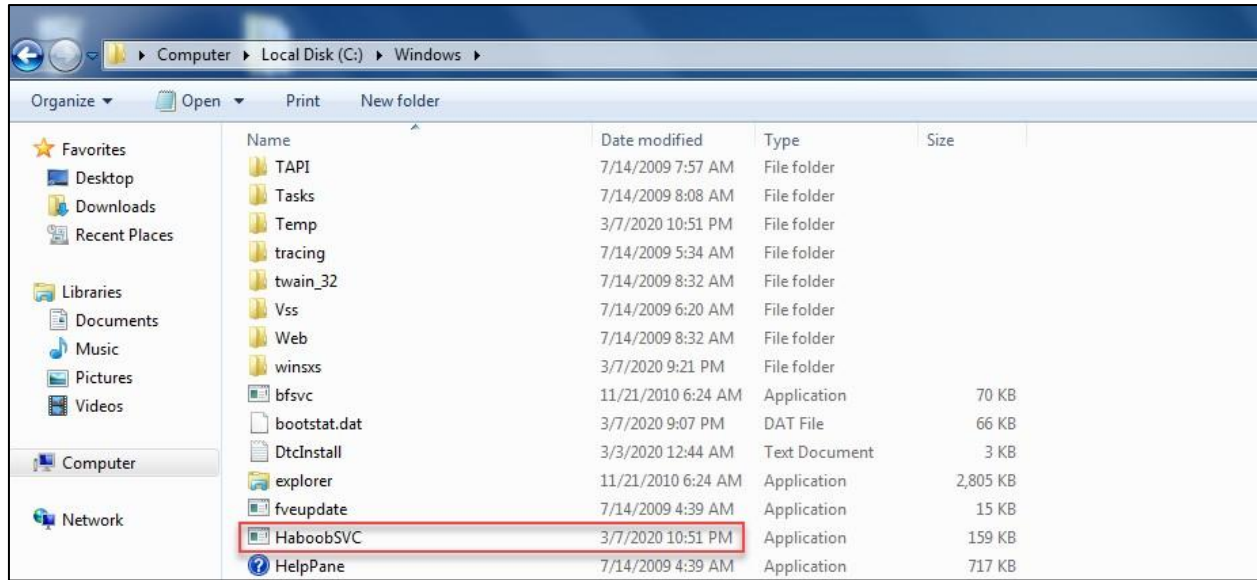 Computer Local Disk (C:) Windows
Organize Open Print New folder
Favorites
Desktop
Downloads
Recent Places
Libraries
Documents
Music
Pictures
Videos
Computer
Network
Name Date modified Type Size
TAPI 7/14/2009 7:57 AM File folder
Tasks 7/14/2009 8:08 AM File folder
Temp 3/7/2020 10:51 PM File folder
tracing 7/14/2009 5:34 AM File folder
twain_32 7/14/2009 8:32 AM File folder
Vss 7/14/2009 6:20 AM File folder
Web 7/14/2009 8:32 AM File folder
winsxs 3/7/2020 9:21 PM File folder
bfsvc 11/21/2010 6:24 AM Application 70 KB
bootstat.dat 3/7/2020 9:07 PM DAT File 66 KB
DtcInstall 3/3/2020 12:44 AM Text Document 3 KB
explorer 11/21/2010 6:24 AM Application 2,805 KB
fveupdate 7/14/2009 4:39 AM Application 15 KB
HaboobSVC 3/7/2020 10:51 PM Application 159 KB
HelpPane 7/14/2009 4:39 AM Application 717 KB